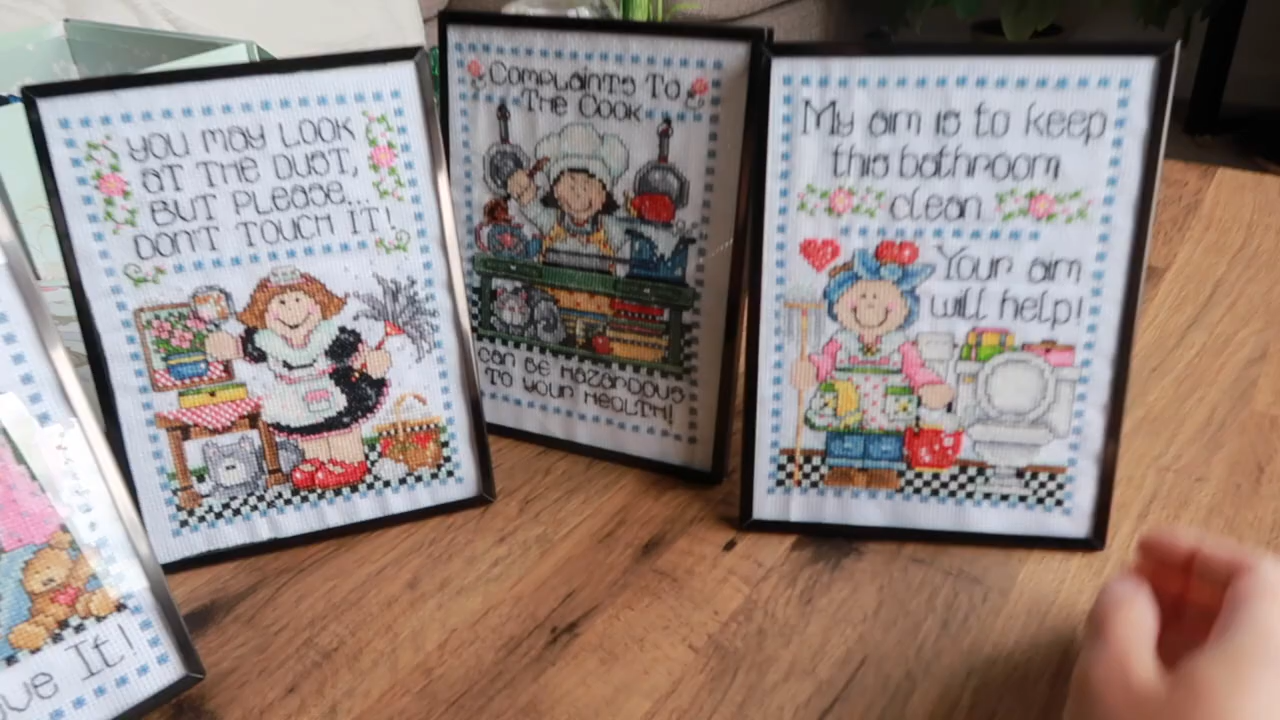 YOU MAY LOOK
AT THE DUST,
BUT PLEASE...
DON'T TOUCH IT!
COMPLAINTS TO
THE COOK
CAN BE HAZARDOUS
TO YOUR HEALTH!
My aim is to keep
this bathroom
clean
Your aim
will help!
It!